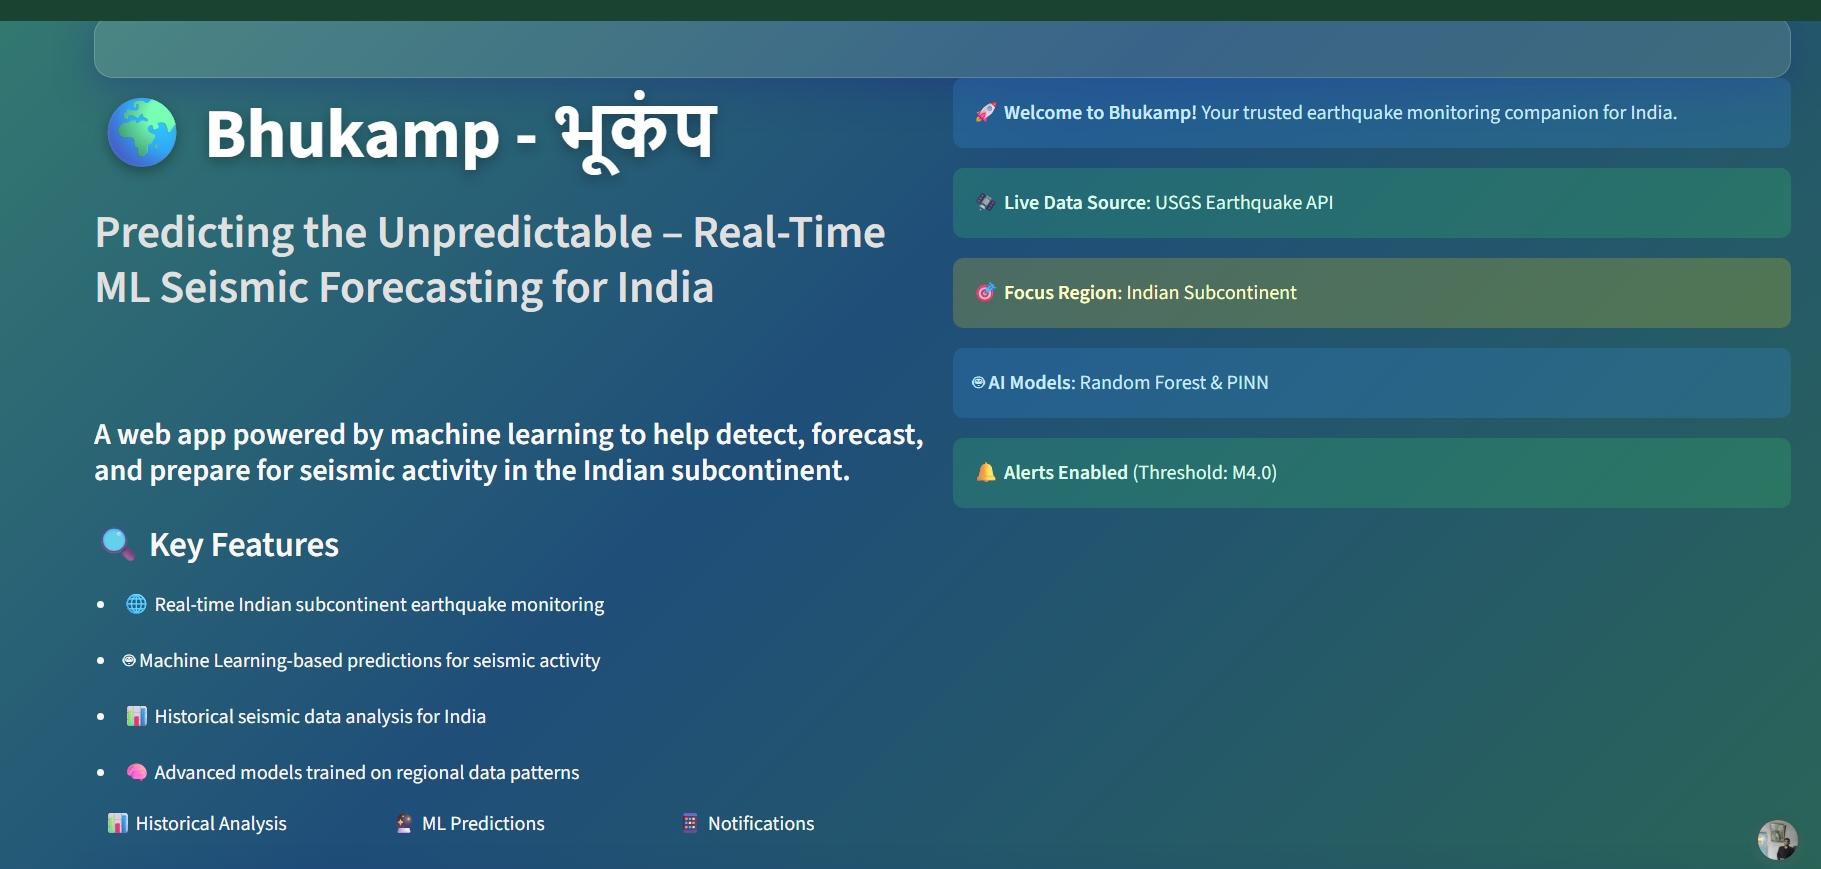 Bhukamp - भूकंप
Predicting the Unpredictable – Real-Time
ML Seismic Forecasting for India
A web app powered by machine learning to help detect, forecast,
and prepare for seismic activity in the Indian subcontinent.
Key Features
Real-time Indian subcontinent earthquake monitoring
Machine Learning-based predictions for seismic activity
Historical seismic data analysis for India
Advanced models trained on regional data patterns
Historical Analysis
ML Predictions
Notifications
Welcome to Bhukamp! Your trusted earthquake monitoring companion for India.
Live Data Source: USGS Earthquake API
Focus Region: Indian Subcontinent
AI Models: Random Forest & PINN
Alerts Enabled (Threshold: M4.0)